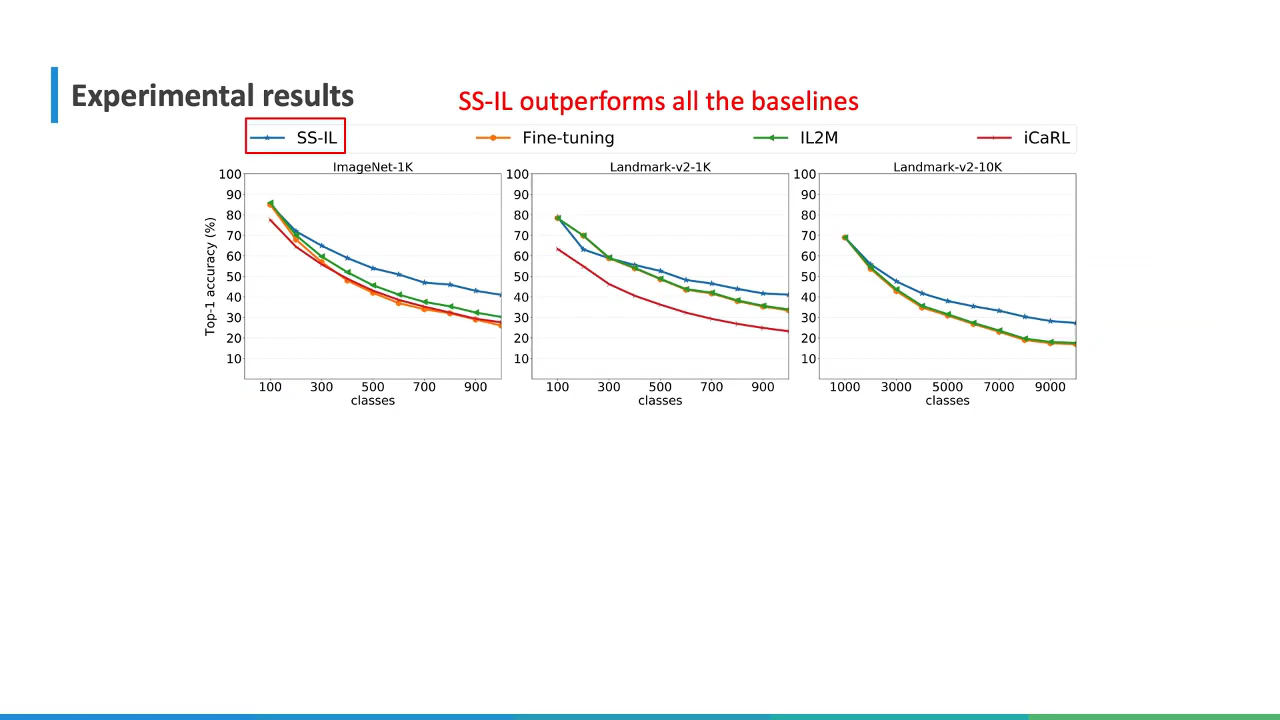 Experimental results
SS-IL outperforms all the baselines
SS-IL Fine-tuning IL2M iCaRL
ImageNet-1K Landmark-v2-1K Landmark-v2-10K
Top-1 accuracy (%)
100 100 100
90 90 90
80 80 80
70 70 70
60 60 60
50 50 50
40 40 40
30 30 30
20 20 20
10 10 10
100 300 500 700 900 100 300 500 700 900 1000 3000 5000 7000 9000
classes classes classes